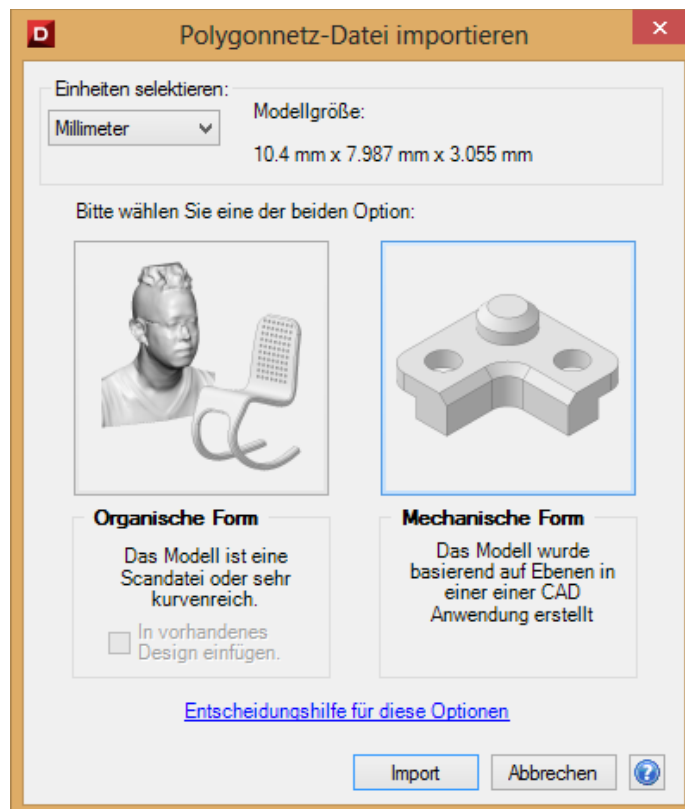 D
Polygonnetz-Datei importieren
Einheiten selektieren:
Modellgröße:
Millimeter
10.4 mm x 7.987 mm x 3.055 mm
Bitte wählen Sie eine der beiden Option:
Organische Form
Das Modell ist eine
Scandatei oder sehr
kurvenreich.
In vorhandenes
Design einfügen.
Mechanische Form
Das Modell wurde
basierend auf Ebenen in
einer einer CAD
Anwendung erstellt
Entscheidungshilfe für diese Optionen
Import
Abbrechen
?